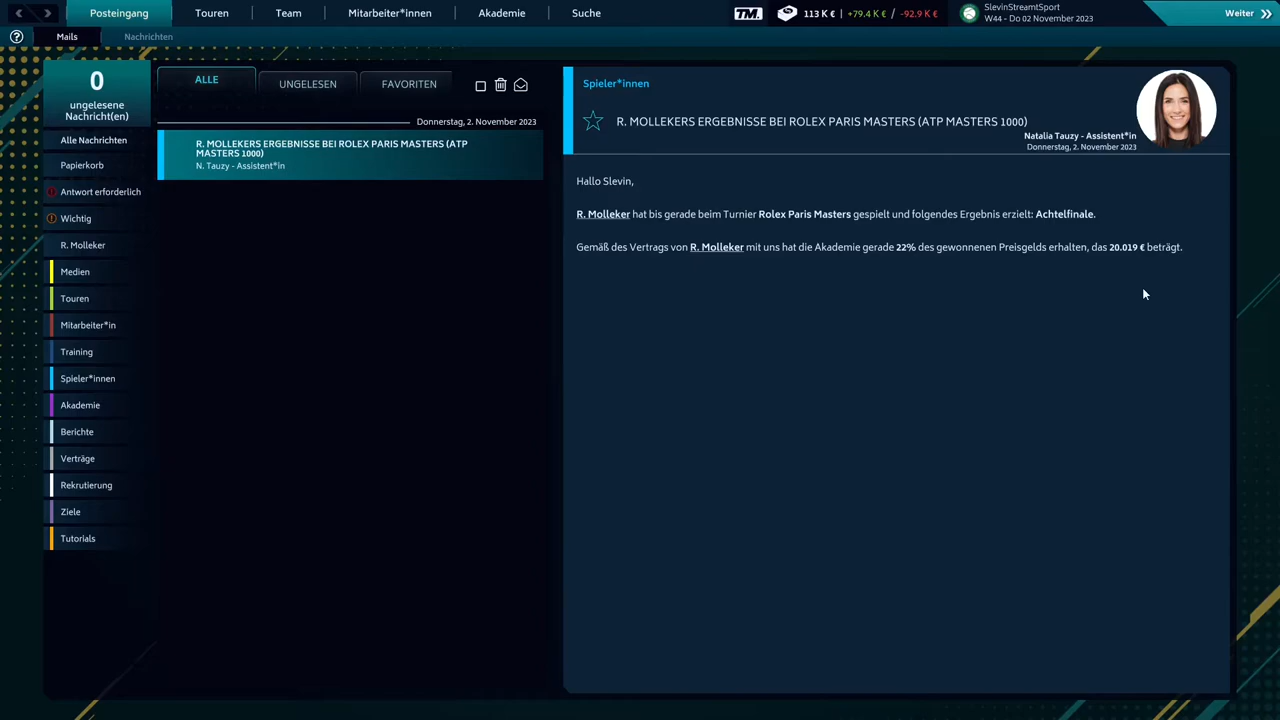 Posteingang
Touren
Team
Mitarbeiter*innen
Akademie
Suche
TM.
113 K € | +79.4 K € / -92.9 K €
SlevinStreamtSport
W44 - Do 02 November 2023
Weiter
?
Mails
Nachrichten
0
ungelesene
Nachricht(en)
Alle Nachrichten
Papierkorb
Antwort erforderlich
Wichtig
R. Molleker
Medien
Touren
Mitarbeiter*in
Training
Spieler*innen
Akademie
Berichte
Verträge
Rekrutierung
Ziele
Tutorials
ALLE
UNGELESEN
FAVORITEN
Donnerstag, 2. November 2023
R. MOLLEKERS ERGEBNISSE BEI ROLEX PARIS MASTERS (ATP
MASTERS 1000)
N. Tauzy - Assistent*in
Spieler*innen
R. MOLLEKERS ERGEBNISSE BEI ROLEX PARIS MASTERS (ATP MASTERS 1000)
Natalia Tauzy - Assistent*in
Donnerstag, 2. November 2023
Hallo Slevin,
R. Molleker hat bis gerade beim Turnier Rolex Paris Masters gespielt und folgendes Ergebnis erzielt: Achtelfinale.
Gemäß des Vertrags von R. Molleker mit uns hat die Akademie gerade 22% des gewonnenen Preisgelds erhalten, das 20.019 € beträgt.